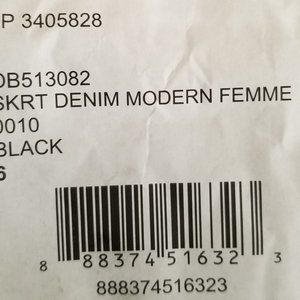 P 3405828
DB513082
SKRT DENIM MODERN FEMME
0010
BLACK
6
8 88374 51632 3
888374516323